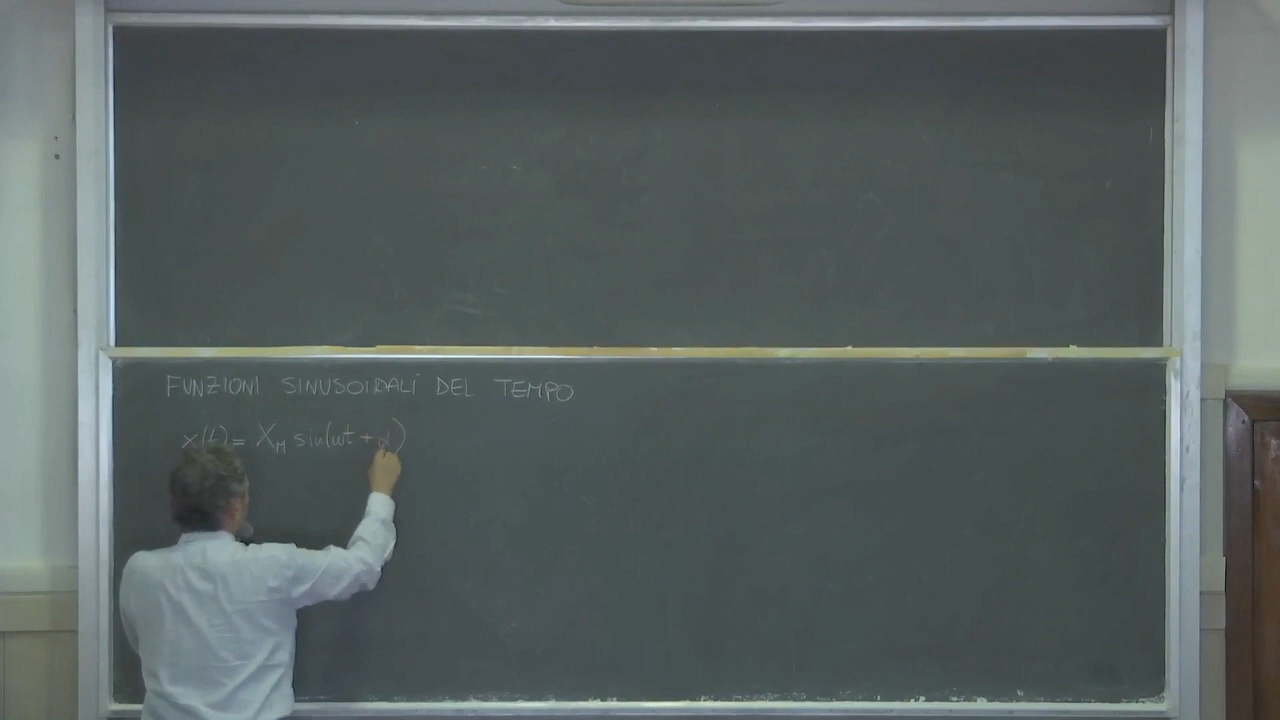 FUNZIONI SINUSOIDALI DEL TEMPO
x(t) = X_M sin(ωt + α)